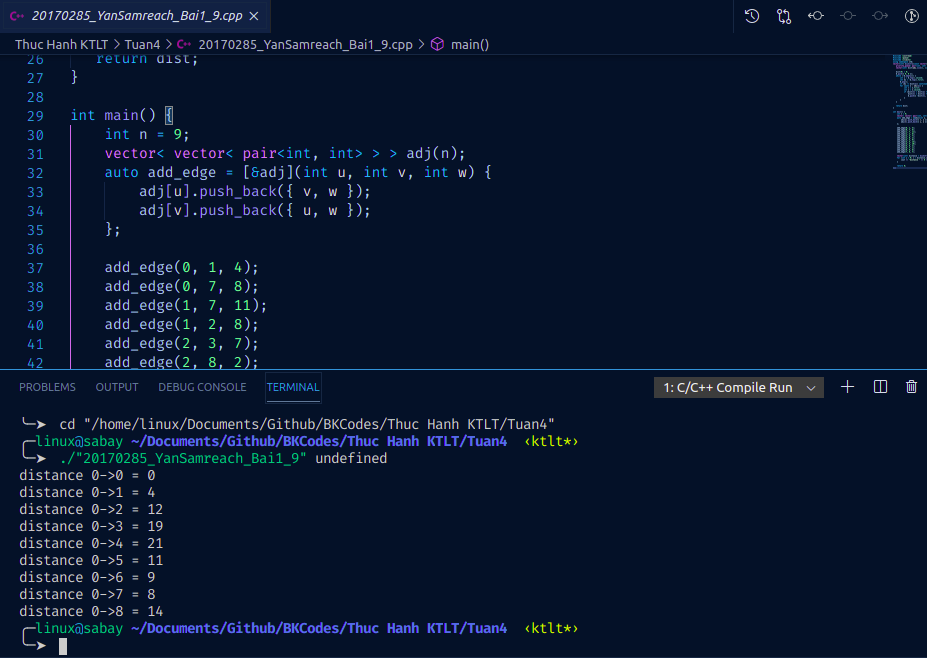 C++ 20170285_YanSamreach_Bai1_9.cpp ×
Thuc Hanh KTLT > Tuan4 > C++ 20170285_YanSamreach_Bai1_9.cpp > main()
26 return dist;
27 }
28
29 int main() {
30 int n = 9;
31 vector< vector< pair<int, int> > > adj(n);
32 auto add_edge = [&adj](int u, int v, int w) {
33 adj[u].push_back({ v, w });
34 adj[v].push_back({ u, w });
35 };
36
37 add_edge(0, 1, 4);
38 add_edge(0, 7, 8);
39 add_edge(1, 7, 11);
40 add_edge(1, 2, 8);
41 add_edge(2, 3, 7);
42 add_edge(2, 8, 2);
PROBLEMS OUTPUT DEBUG CONSOLE TERMINAL 1: C/C++ Compile Run
╰─➤ cd "/home/linux/Documents/Github/BKCodes/Thuc Hanh KTLT/Tuan4"
╭─linux@sabay ~/Documents/Github/BKCodes/Thuc Hanh KTLT/Tuan4 ‹ktlt*›
╰─➤ ./"20170285_YanSamreach_Bai1_9" undefined
distance 0->0 = 0
distance 0->1 = 4
distance 0->2 = 12
distance 0->3 = 19
distance 0->4 = 21
distance 0->5 = 11
distance 0->6 = 9
distance 0->7 = 8
distance 0->8 = 14
╭─linux@sabay ~/Documents/Github/BKCodes/Thuc Hanh KTLT/Tuan4 ‹ktlt*›
╰─➤